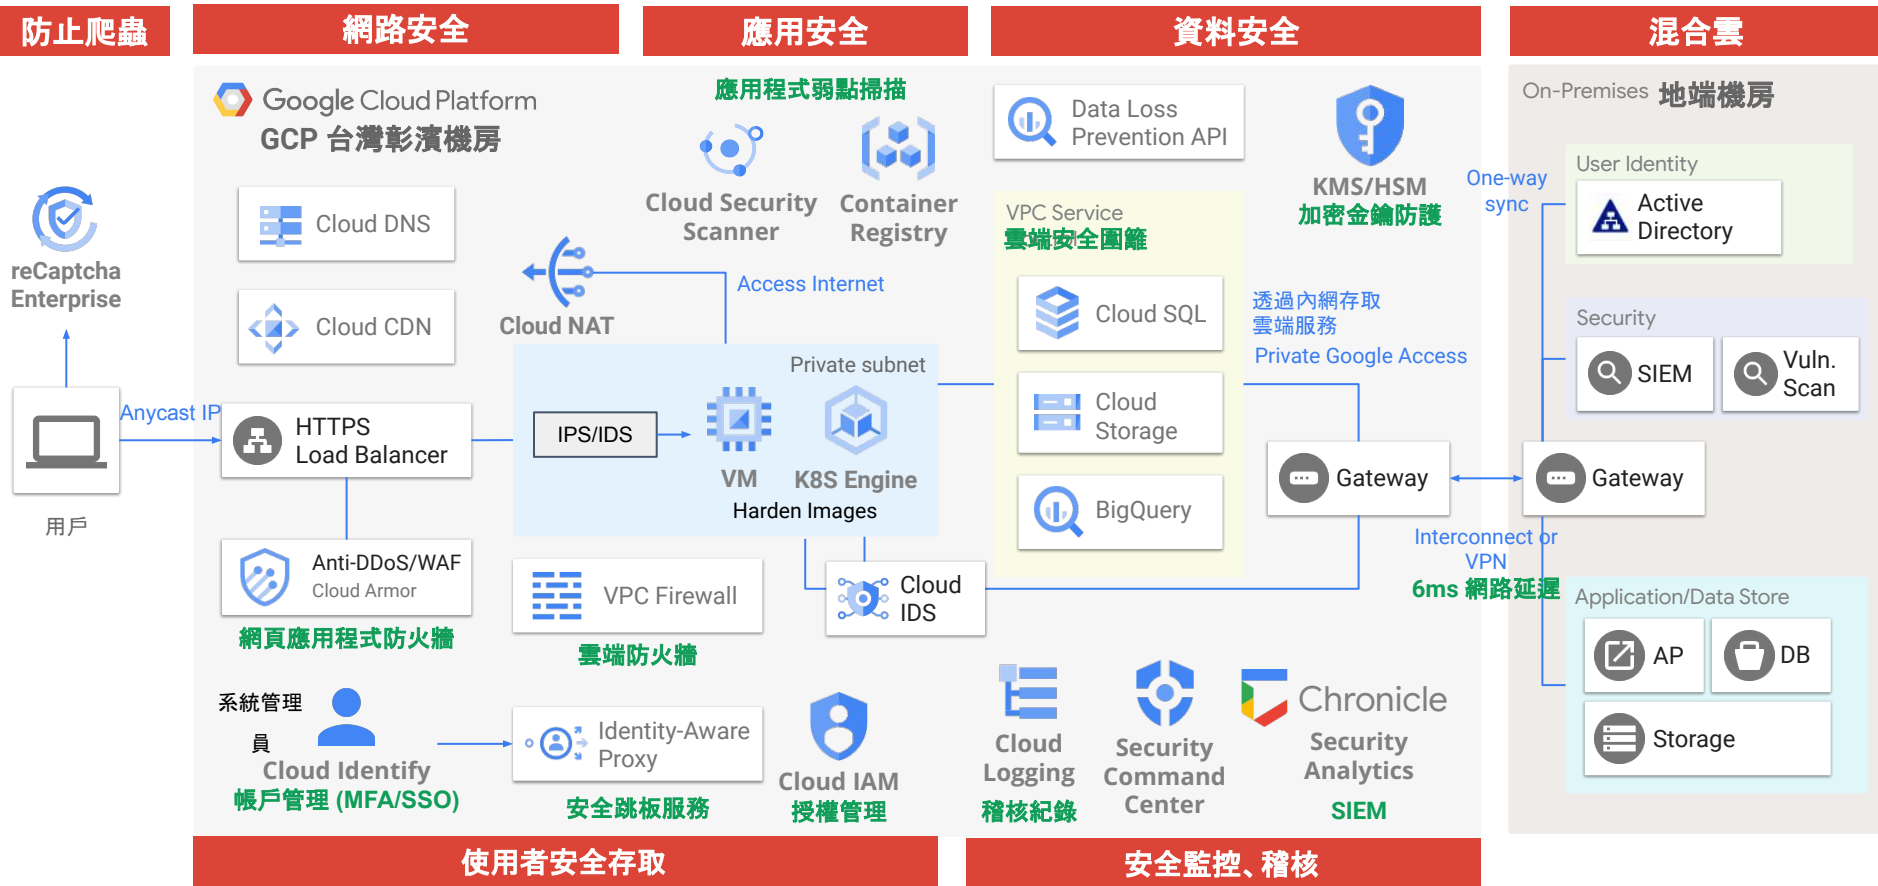 防止爬蟲
網路安全
應用安全
資料安全
混合雲
Google Cloud Platform
GCP 台灣彰濱機房
Cloud DNS
Cloud CDN
reCaptcha
Enterprise
用戶
Anycast IP
HTTPS
Load Balancer
Anti-DDoS/WAF
Cloud Armor
網頁應用程式防火牆
應用程式弱點掃描
Cloud Security
Scanner
Container
Registry
Cloud NAT
Access Internet
Private subnet
IPS/IDS
VM
K8S Engine
Harden Images
VPC Firewall
雲端防火牆
Cloud
IDS
Data Loss
Prevention API
KMS/HSM
加密金鑰防護
VPC Service
雲端安全圍籬
Cloud SQL
Cloud
Storage
BigQuery
透過內網存取
雲端服務
Private Google Access
Gateway
One-way
sync
Interconnect or
VPN
6ms 網路延遲
On-Premises 地端機房
User Identity
Active
Directory
Security
SIEM
Vuln.
Scan
Gateway
Application/Data Store
AP
DB
Storage
系統管理
員
Cloud Identify
帳戶管理 (MFA/SSO)
Identity-Aware
Proxy
安全跳板服務
Cloud IAM
授權管理
Cloud
Logging
稽核紀錄
Security
Command
Center
Chronicle
Security
Analytics
SIEM
使用者安全存取
安全監控、稽核